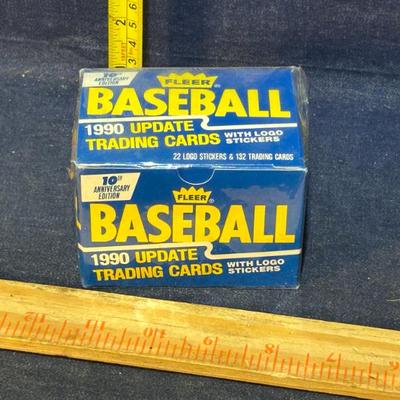 10TH
ANNIVERSARY
EDITION
FLEER®
BASEBALL
1990 UPDATE
TRADING CARDS
WITH LOGO
STICKERS
22 LOGO STICKERS & 132 TRADING CARDS
10TH
ANNIVERSARY
EDITION
FLEER®
BASEBALL
1990 UPDATE
TRADING CARDS
WITH LOGO
STICKERS